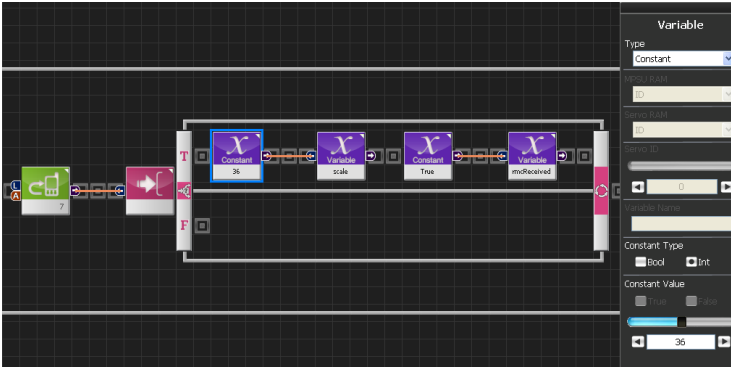 Variable
Type
Constant
MPSU RAM
ID
Servo RAM
ID
Servo ID
0
Variable Name
Constant Type
Bool Int
Constant Value
True False
36
L
A
7
T
F
Constant
36
Variable
scale
Constant
True
Variable
rmcReceived